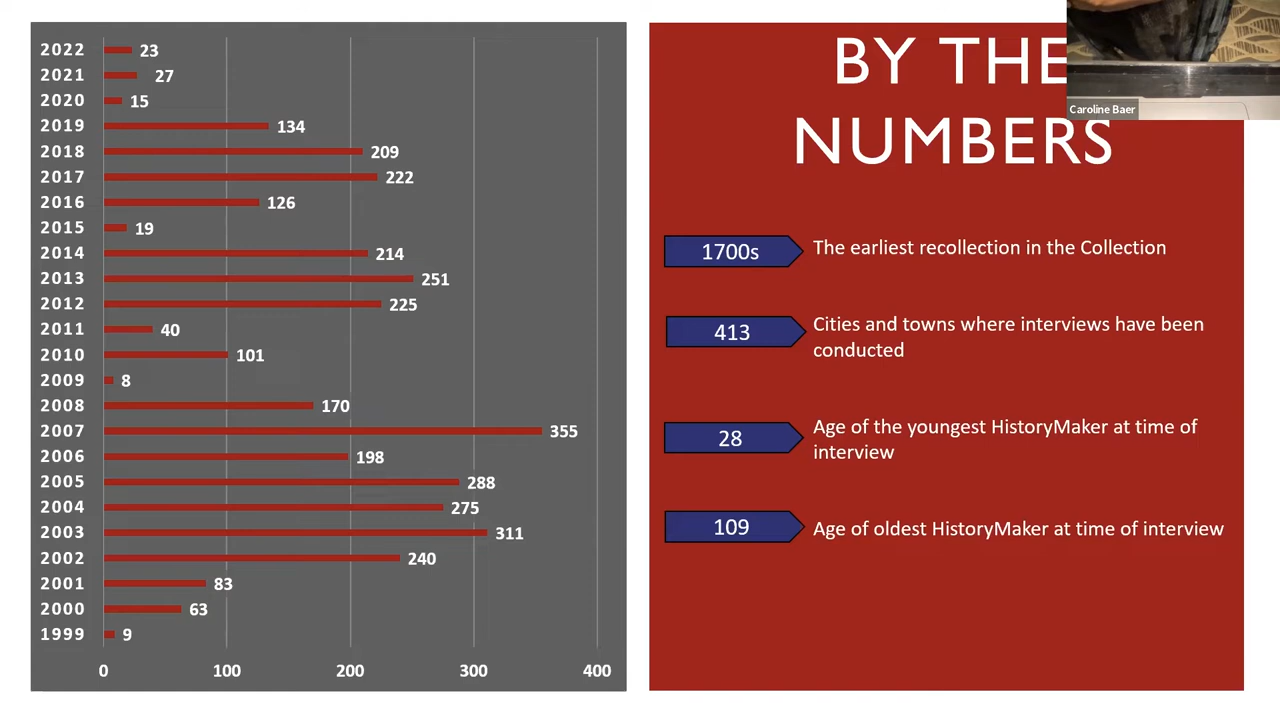 2022 23
2021 27
2020 15
2019 134
2018 209
2017 222
2016 126
2015 19
2014 214
2013 251
2012 225
2011 40
2010 101
2009 8
2008 170
2007 355
2006 198
2005 288
2004 275
2003 311
2002 240
2001 83
2000 63
1999 9
0 100 200 300 400
BY THE
NUMBERS
Caroline Baer
1700s The earliest recollection in the Collection
413 Cities and towns where interviews have been
conducted
28 Age of the youngest HistoryMaker at time of
interview
109 Age of oldest HistoryMaker at time of interview